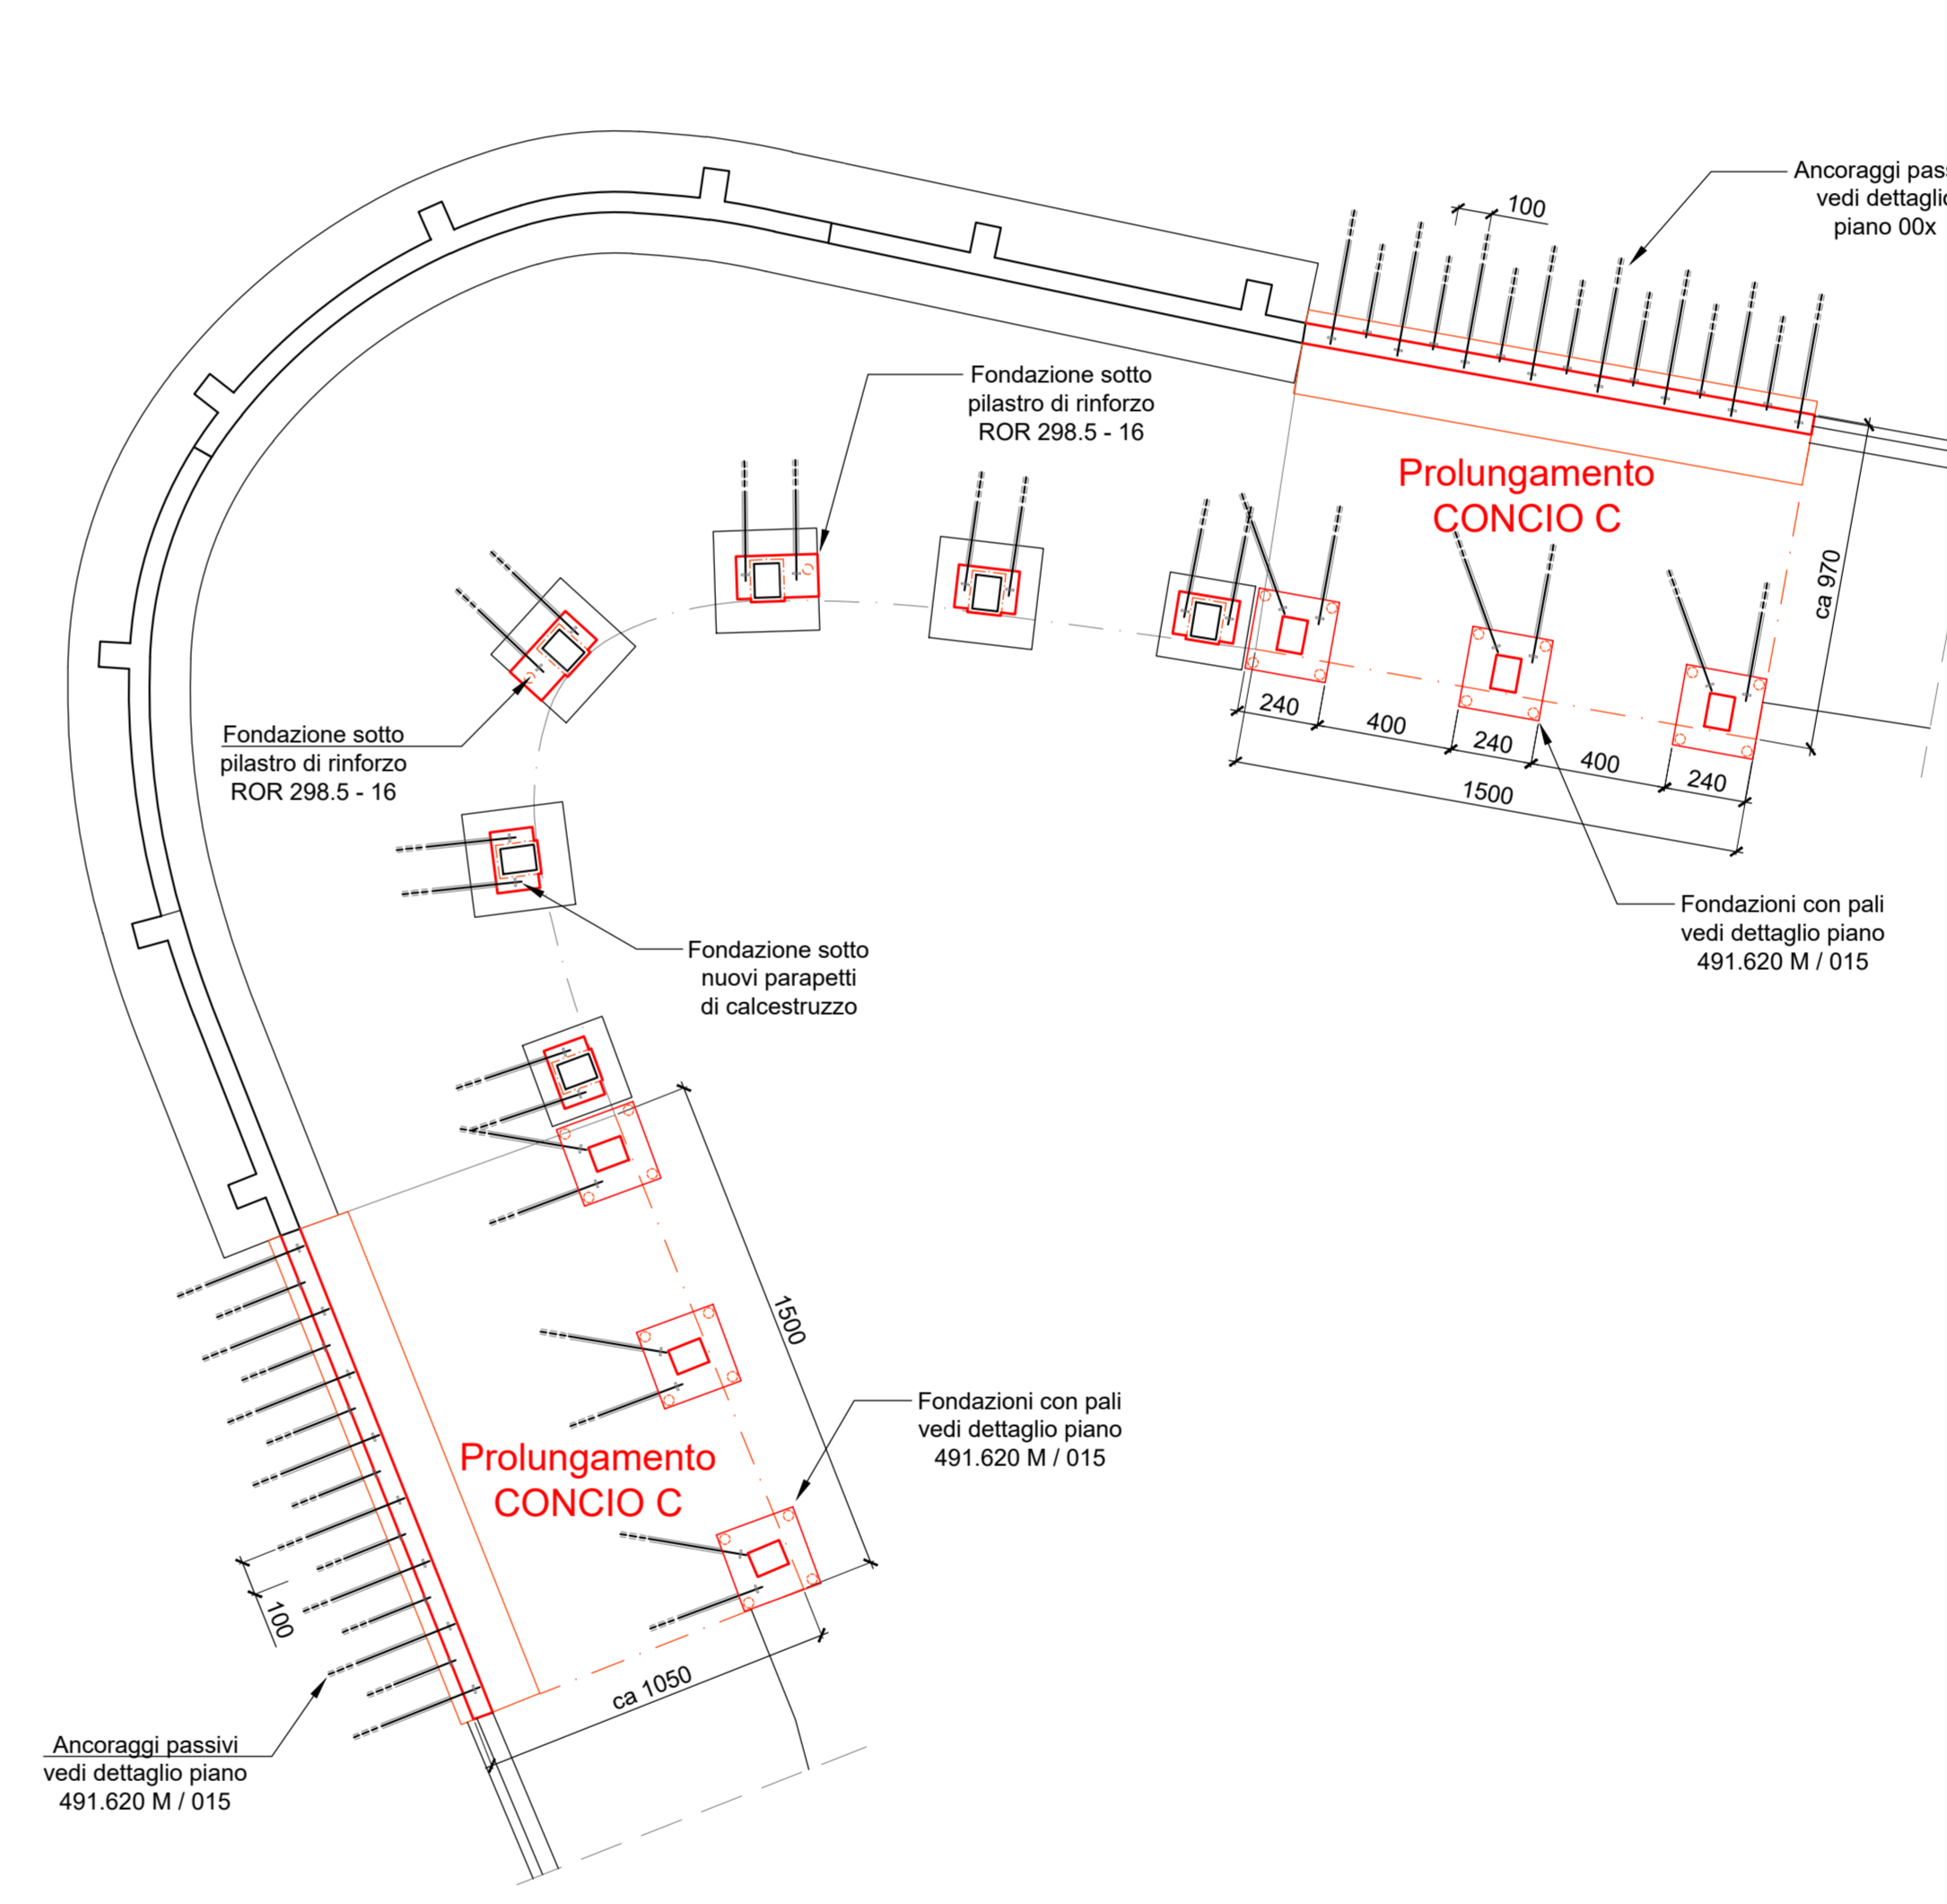 100
Ancoraggi
vedi
piano 00x
Fondazione sotto
pilastro di rinforzo
ROR 298.5 - 16
Prolungamento
CONCIO C
ca 970
240
400
240
400
240
1500
Fondazione sotto
pilastro di rinforzo
ROR 298.5 - 16
Fondazioni con pali
vedi dettaglio piano
491.620 M / 015
Fondazione sotto
nuovi parapetti
di calcestruzzo
1500
Fondazioni con pali
vedi dettaglio piano
491.620 M / 015
Prolungamento
CONCIO C
100
ca 1050
Ancoraggi passivi
vedi dettaglio piano
491.620 M / 015